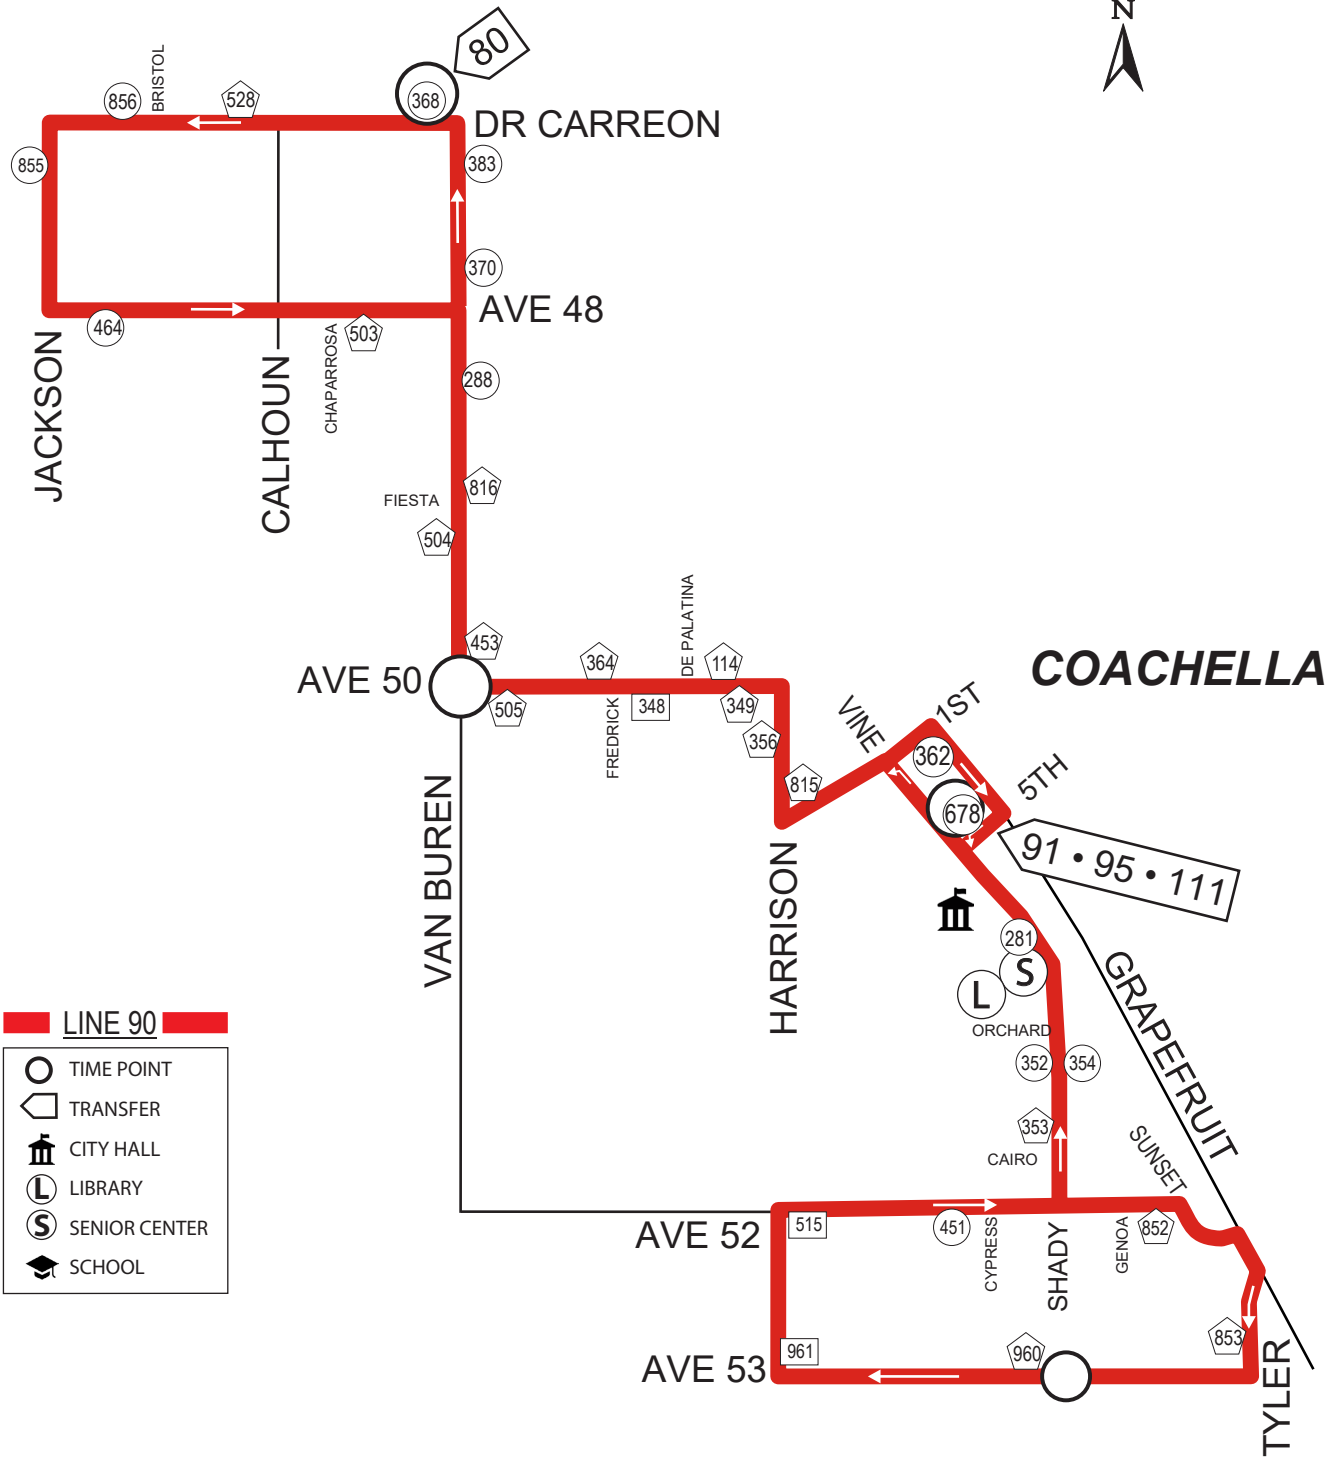 N
80
BRISTOL
856
528
368
DR CARREON
855
383
370
AVE 48
464
503
CHAPARROSA
JACKSON
CALHOUN
288
816
FIESTA
504
453
AVE 50
505
364
FREDRICK
348
DE PALATINA
114
349
356
815
COACHELLA
VINE
1ST
362
5TH
678
91 • 95 • 111
VAN BUREN
HARRISON
281
S
L
ORCHARD
GRAPEFRUIT
352
354
353
CAIRO
SUNSET
AVE 52
515
451
CYPRESS
SHADY
GENOA
852
853
AVE 53
961
960
TYLER
LINE 90
TIME POINT
TRANSFER
CITY HALL
L LIBRARY
S SENIOR CENTER
SCHOOL